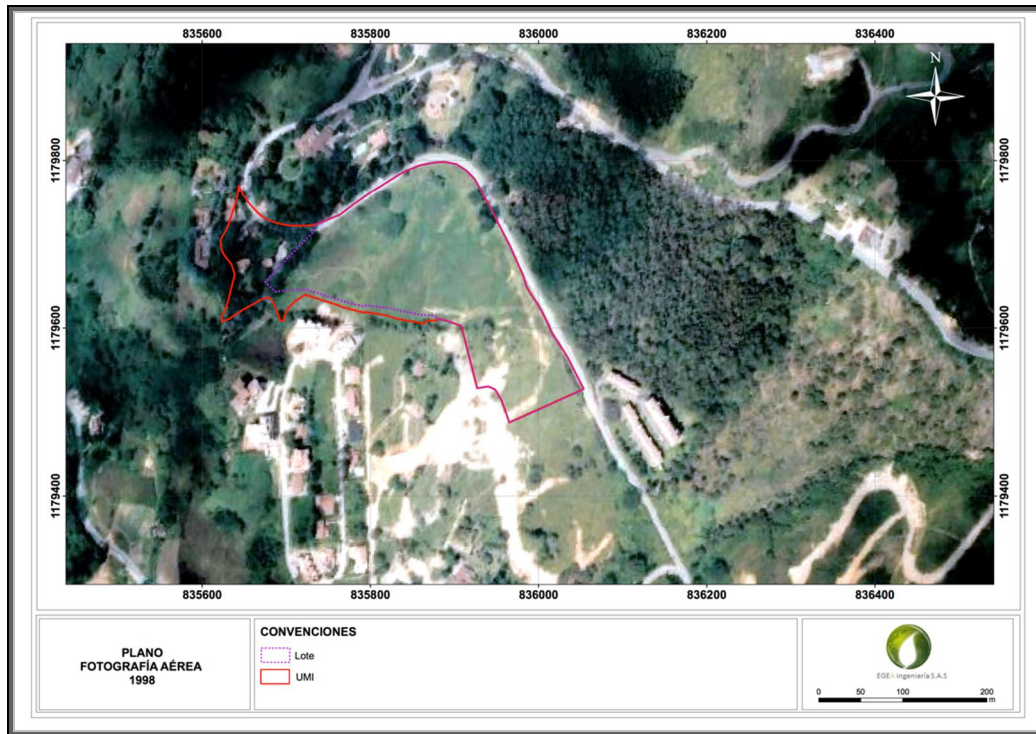 835600 835800 836000 836200 836400
N
1179800 1179800
1179600 1179600
1179400 1179400
835600 835800 836000 836200 836400
PLANO
FOTOGRAFÍA AÉREA
1998
CONVENCIONES
Lote
UMI
EGEA Ingeniería S.A.S
0 50 100 200
m